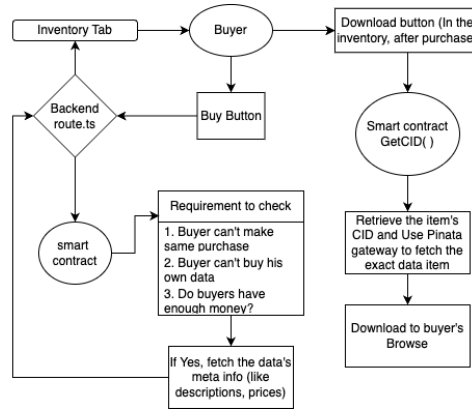 Inventory Tab
Buyer
Download button (In the
inventory, after purchase
Backend
route.ts
Buy Button
Smart contract
GetCID( )
smart
contract
Requirement to check
1. Buyer can't make
same purchase
2. Buyer can't buy his
own data
3. Do buyers have
enough money?
Retrieve the item's
CID and Use Pinata
gateway to fetch the
exact data item
If Yes, fetch the data's
meta info (like
descriptions, prices)
Download to buyer's
Browse